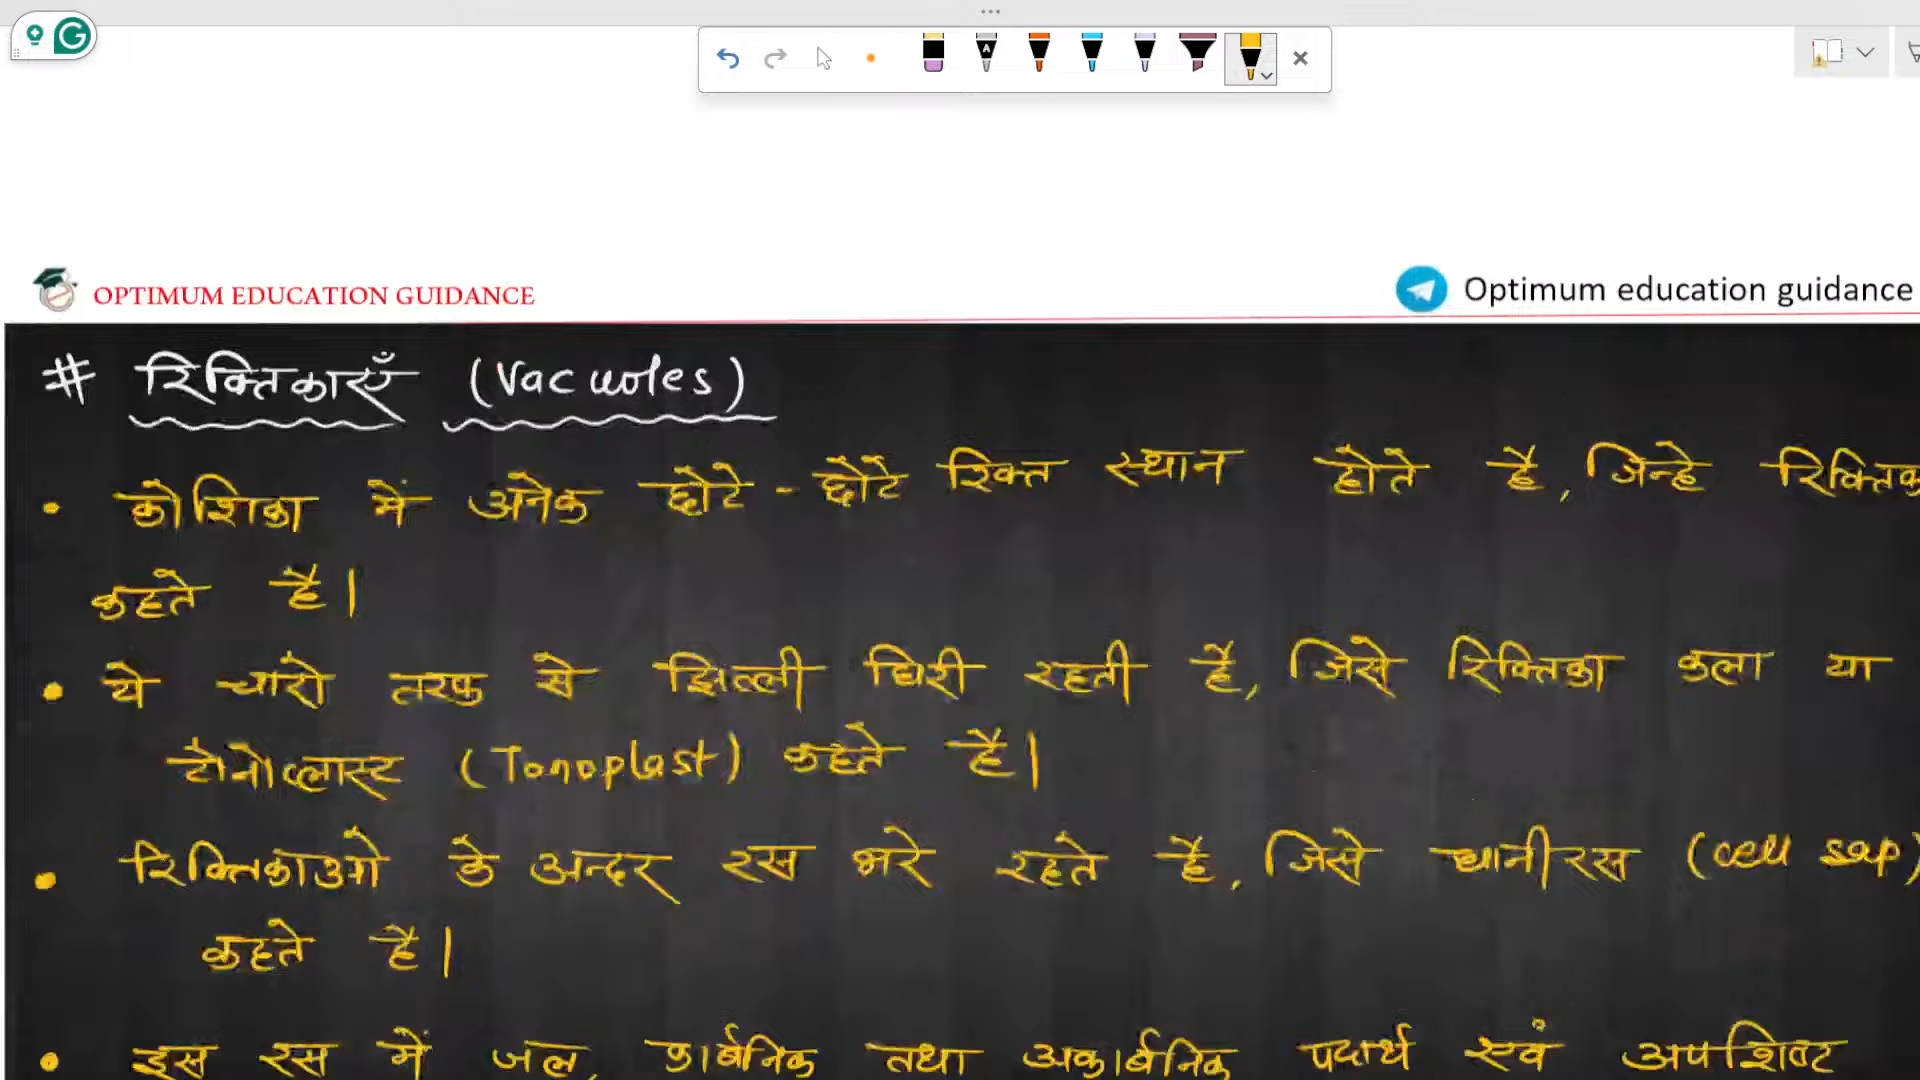 OPTIMUM EDUCATION GUIDANCE
Optimum education guidance
# रिक्तिकाएँ (Vacuoles)
• कोशिका में अनेक छोटे - छोटे रिक्त स्थान होते है, जिन्हे
कहते है।
• ये चारो तरफ से झिल्ली घिरी रहती है, जिसे रिक्तिका कला या
टोनोप्लास्ट (Tonoplast) कहते है।
• रिक्तिकाओ के अन्दर रस भरे रहते है, जिसे धानीरस (cell sap)
कहते है।
• इस रस में जल, कार्बनिक तथा अकार्बनिक पदार्थ एवं अपशिष्ट